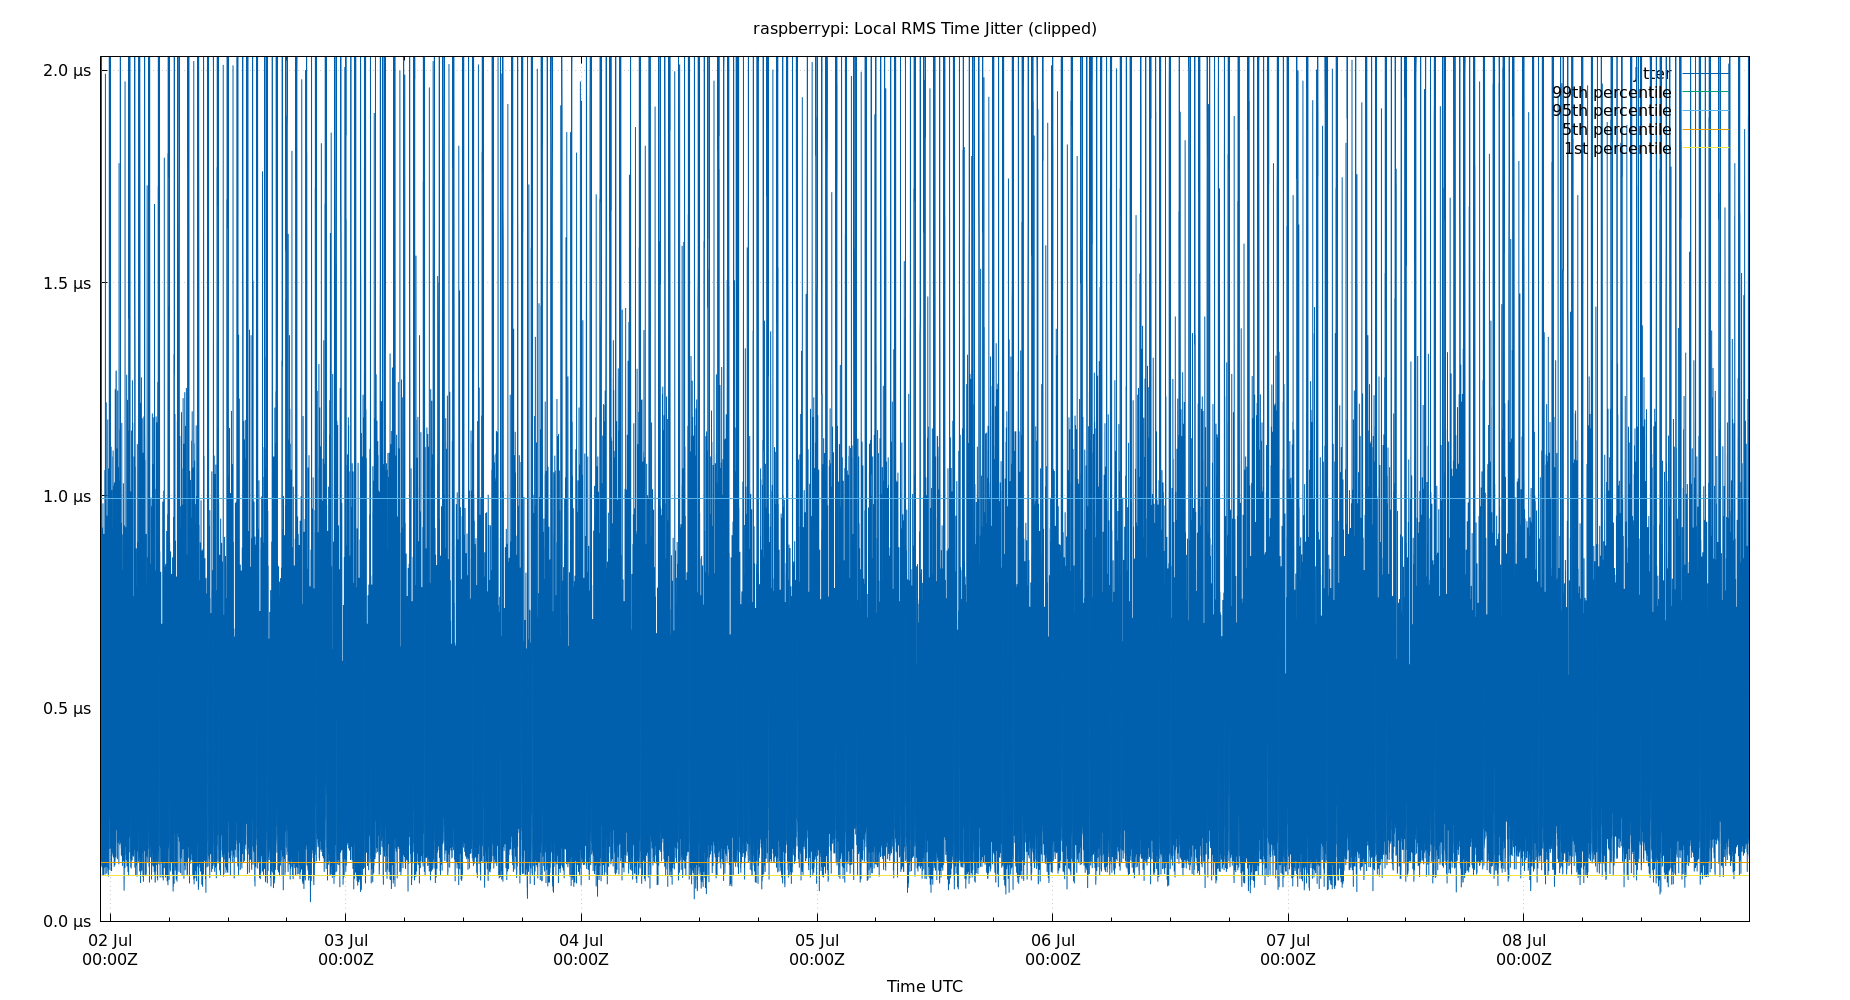 raspberrypi: Local RMS Time Jitter (clipped)
2.0 µs
1.5 µs
1.0 µs
0.5 µs
0.0 µs
jitter
99th percentile
95th percentile
5th percentile
1st percentile
02 Jul
00:00Z
03 Jul
00:00Z
04 Jul
00:00Z
05 Jul
00:00Z
06 Jul
00:00Z
07 Jul
00:00Z
08 Jul
00:00Z
Time UTC